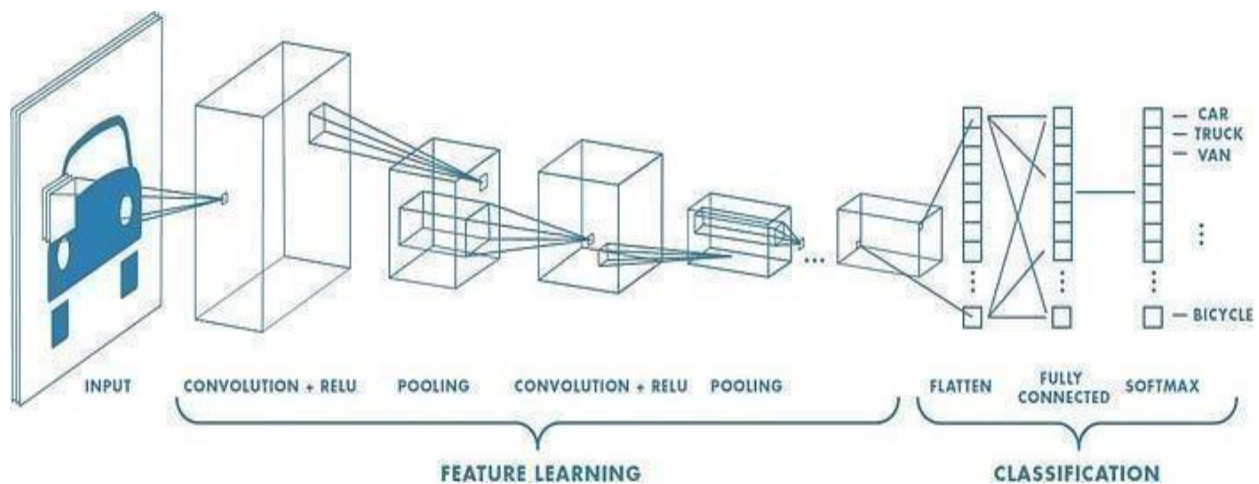 CAR
TRUCK
VAN
BICYCLE
INPUT
CONVOLUTION + RELU
POOLING
CONVOLUTION + RELU
POOLING
FLATTEN
FULLY
CONNECTED
SOFTMAX
FEATURE LEARNING
CLASSIFICATION